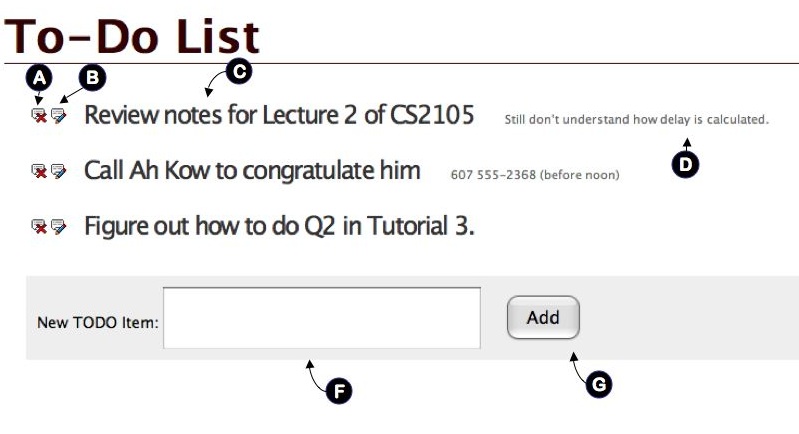 To-Do List
A B C
Review notes for Lecture 2 of CS2105 Still don't understand how delay is calculated.
D
Call Ah Kow to congratulate him 607 555-2368 (before noon)
Figure out how to do Q2 in Tutorial 3.
New TODO Item: Add
F G